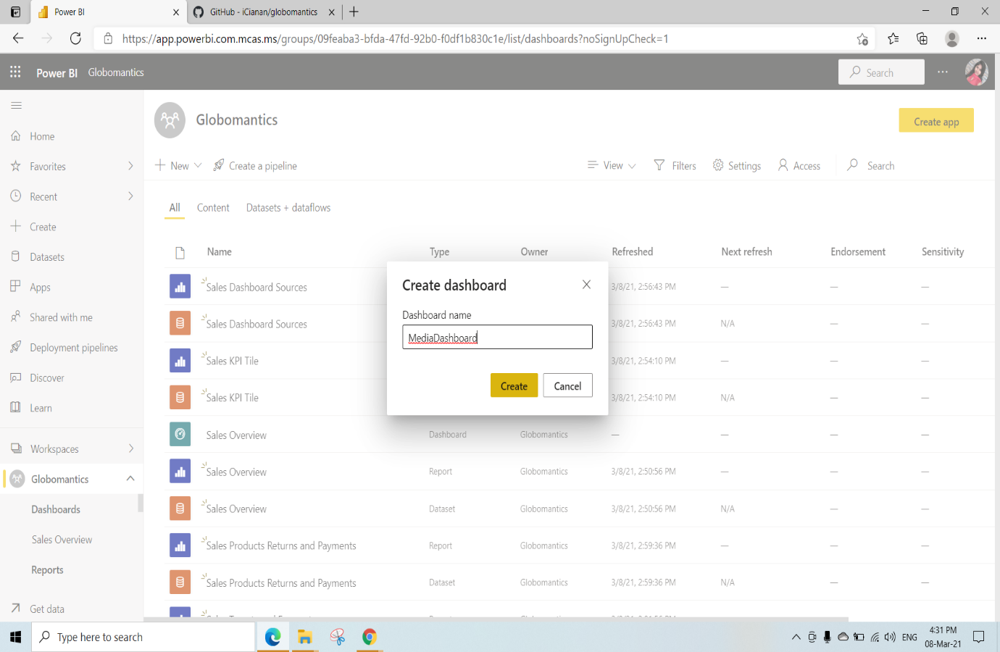 Power BI
GitHub - iCianan/globomantics
https://app.powerbi.com.mcas.ms/groups/09feaba3-bfda-47fd-92b0-f0df1b830c1e/list/dashboards?noSignUpCheck=1
Power BI Globomantics Search
Home
Favorites
Recent
Create
Datasets
Apps
Shared with me
Deployment pipelines
Discover
Learn
Workspaces
Globomantics
Dashboards
Sales Overview
Reports
Get data
Globomantics
Create app
New Create a pipeline View Filters Settings Access Search
All Content Datasets + dataflows
Name Type Owner Refreshed Next refresh Endorsement Sensitivity
Sales Dashboard Sources 3/8/21, 2:56:43 PM — — —
Sales Dashboard Sources 3/8/21, 2:56:43 PM N/A — —
Sales KPI Tile 3/8/21, 2:54:10 PM — — —
Sales KPI Tile 3/8/21, 2:54:10 PM N/A — —
Sales Overview Dashboard Globomantics — — — —
Sales Overview Report Globomantics 3/8/21, 2:50:56 PM — — —
Sales Overview Dataset Globomantics 3/8/21, 2:50:56 PM N/A — —
Sales Products Returns and Payments Report Globomantics 3/8/21, 2:59:36 PM — — —
Sales Products Returns and Payments Dataset Globomantics 3/8/21, 2:59:36 PM N/A — —
Create dashboard
Dashboard name
MediaDashboard
Create Cancel
Type here to search
ENG
4:31 PM
08-Mar-21